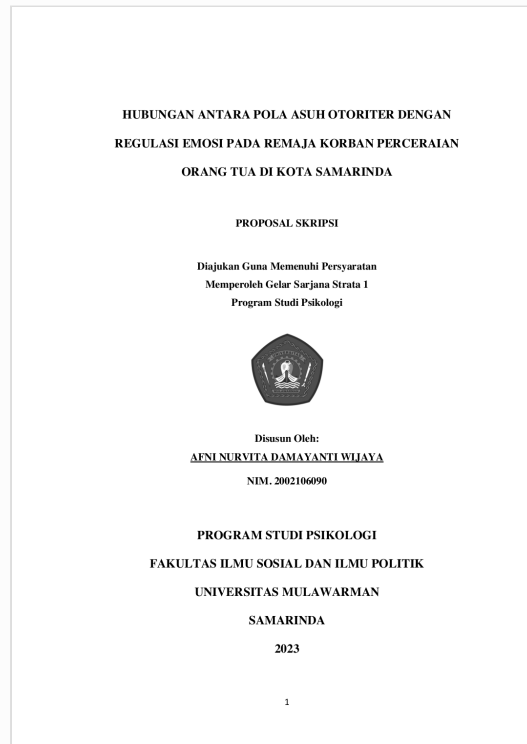 HUBUNGAN ANTARA POLA ASUH OTORITER DENGAN
REGULASI EMOSI PADA REMAJA KORBAN PERCERAIAN
ORANG TUA DI KOTA SAMARINDA
PROPOSAL SKRIPSI
Diajukan Guna Memenuhi Persyaratan
Memperoleh Gelar Sarjana Strata 1
Program Studi Psikologi
Disusun Oleh:
AFNI NURVITA DAMAYANTI WIJAYA
NIM. 2002106090
PROGRAM STUDI PSIKOLOGI
FAKULTAS ILMU SOSIAL DAN ILMU POLITIK
UNIVERSITAS MULAWARMAN
SAMARINDA
2023
1